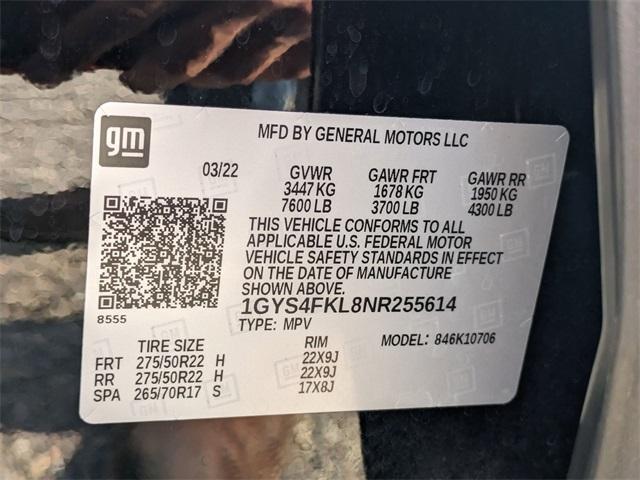 gm
MFD BY GENERAL MOTORS LLC
03/22 GVWR GAWR FRT GAWR RR
3447 KG 1678 KG 1950 KG
7600 LB 3700 LB 4300 LB
THIS VEHICLE CONFORMS TO ALL
APPLICABLE U.S. FEDERAL MOTOR
VEHICLE SAFETY STANDARDS IN EFFECT
ON THE DATE OF MANUFACTURE
SHOWN ABOVE.
1GYS4FKL8NR255614
8555
TYPE: MPV MODEL: 846K10706
TIRE SIZE RIM
FRT 275/50R22 H 22X9J
RR 275/50R22 H 22X9J
SPA 265/70R17 S 17X8J